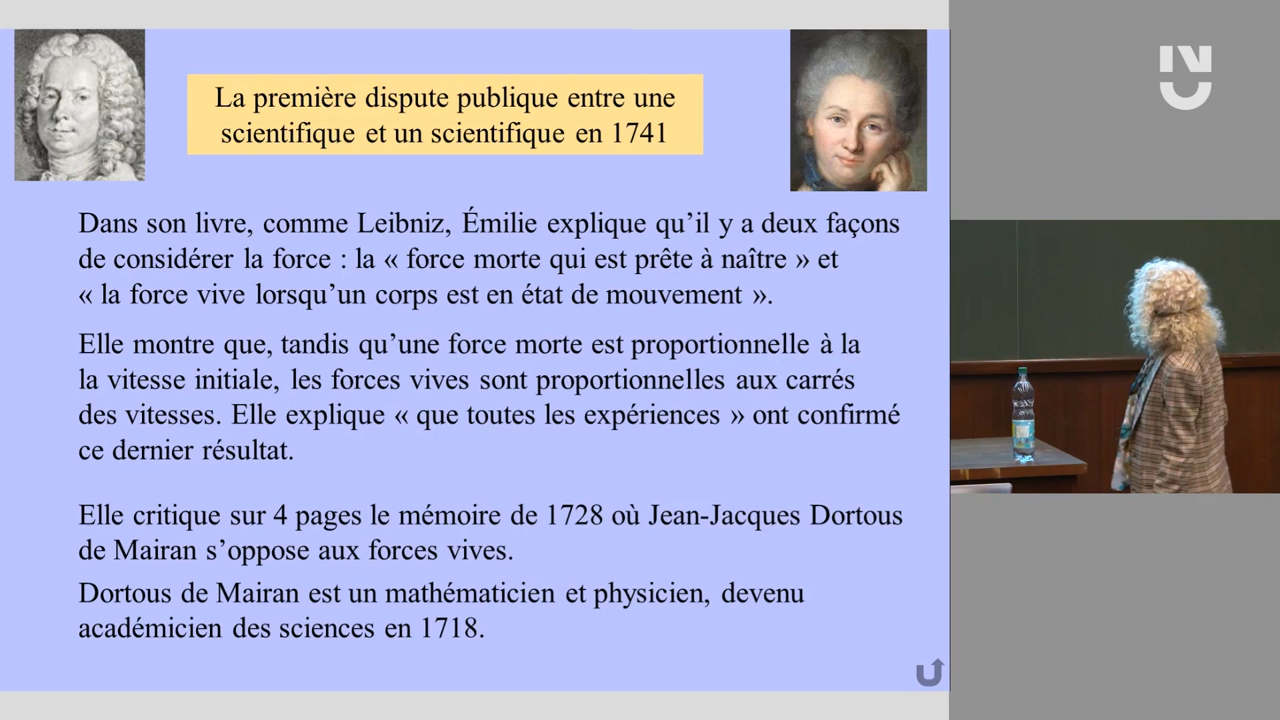 La première dispute publique entre une
scientifique et un scientifique en 1741
Dans son livre, comme Leibniz, Émilie explique qu’il y a deux façons
de considérer la force : la « force morte qui est prête à naître » et
« la force vive lorsqu’un corps est en état de mouvement ».
Elle montre que, tandis qu’une force morte est proportionnelle à la
la vitesse initiale, les forces vives sont proportionnelles aux carrés
des vitesses. Elle explique « que toutes les expériences » ont confirmé
ce dernier résultat.
Elle critique sur 4 pages le mémoire de 1728 où Jean-Jacques Dortous
de Mairan s’oppose aux forces vives.
Dortous de Mairan est un mathématicien et physicien, devenu
académicien des sciences en 1718.